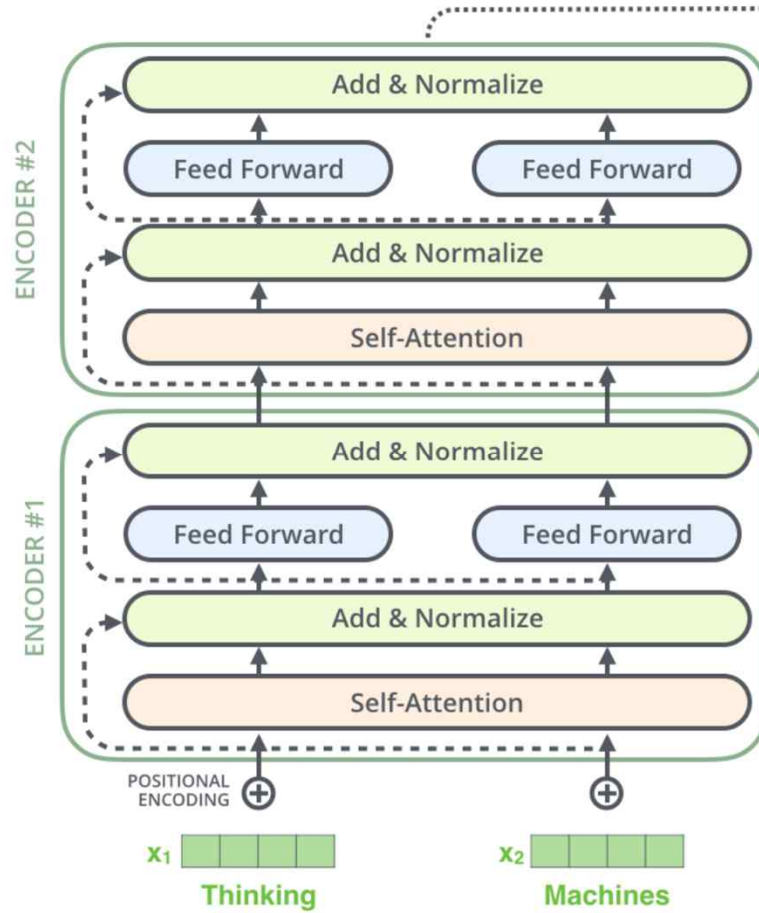 ENCODER #2
Add & Normalize
Feed Forward Feed Forward
Add & Normalize
Self-Attention
ENCODER #1
Add & Normalize
Feed Forward Feed Forward
Add & Normalize
Self-Attention
POSITIONAL
ENCODING
x1 x2
Thinking Machines